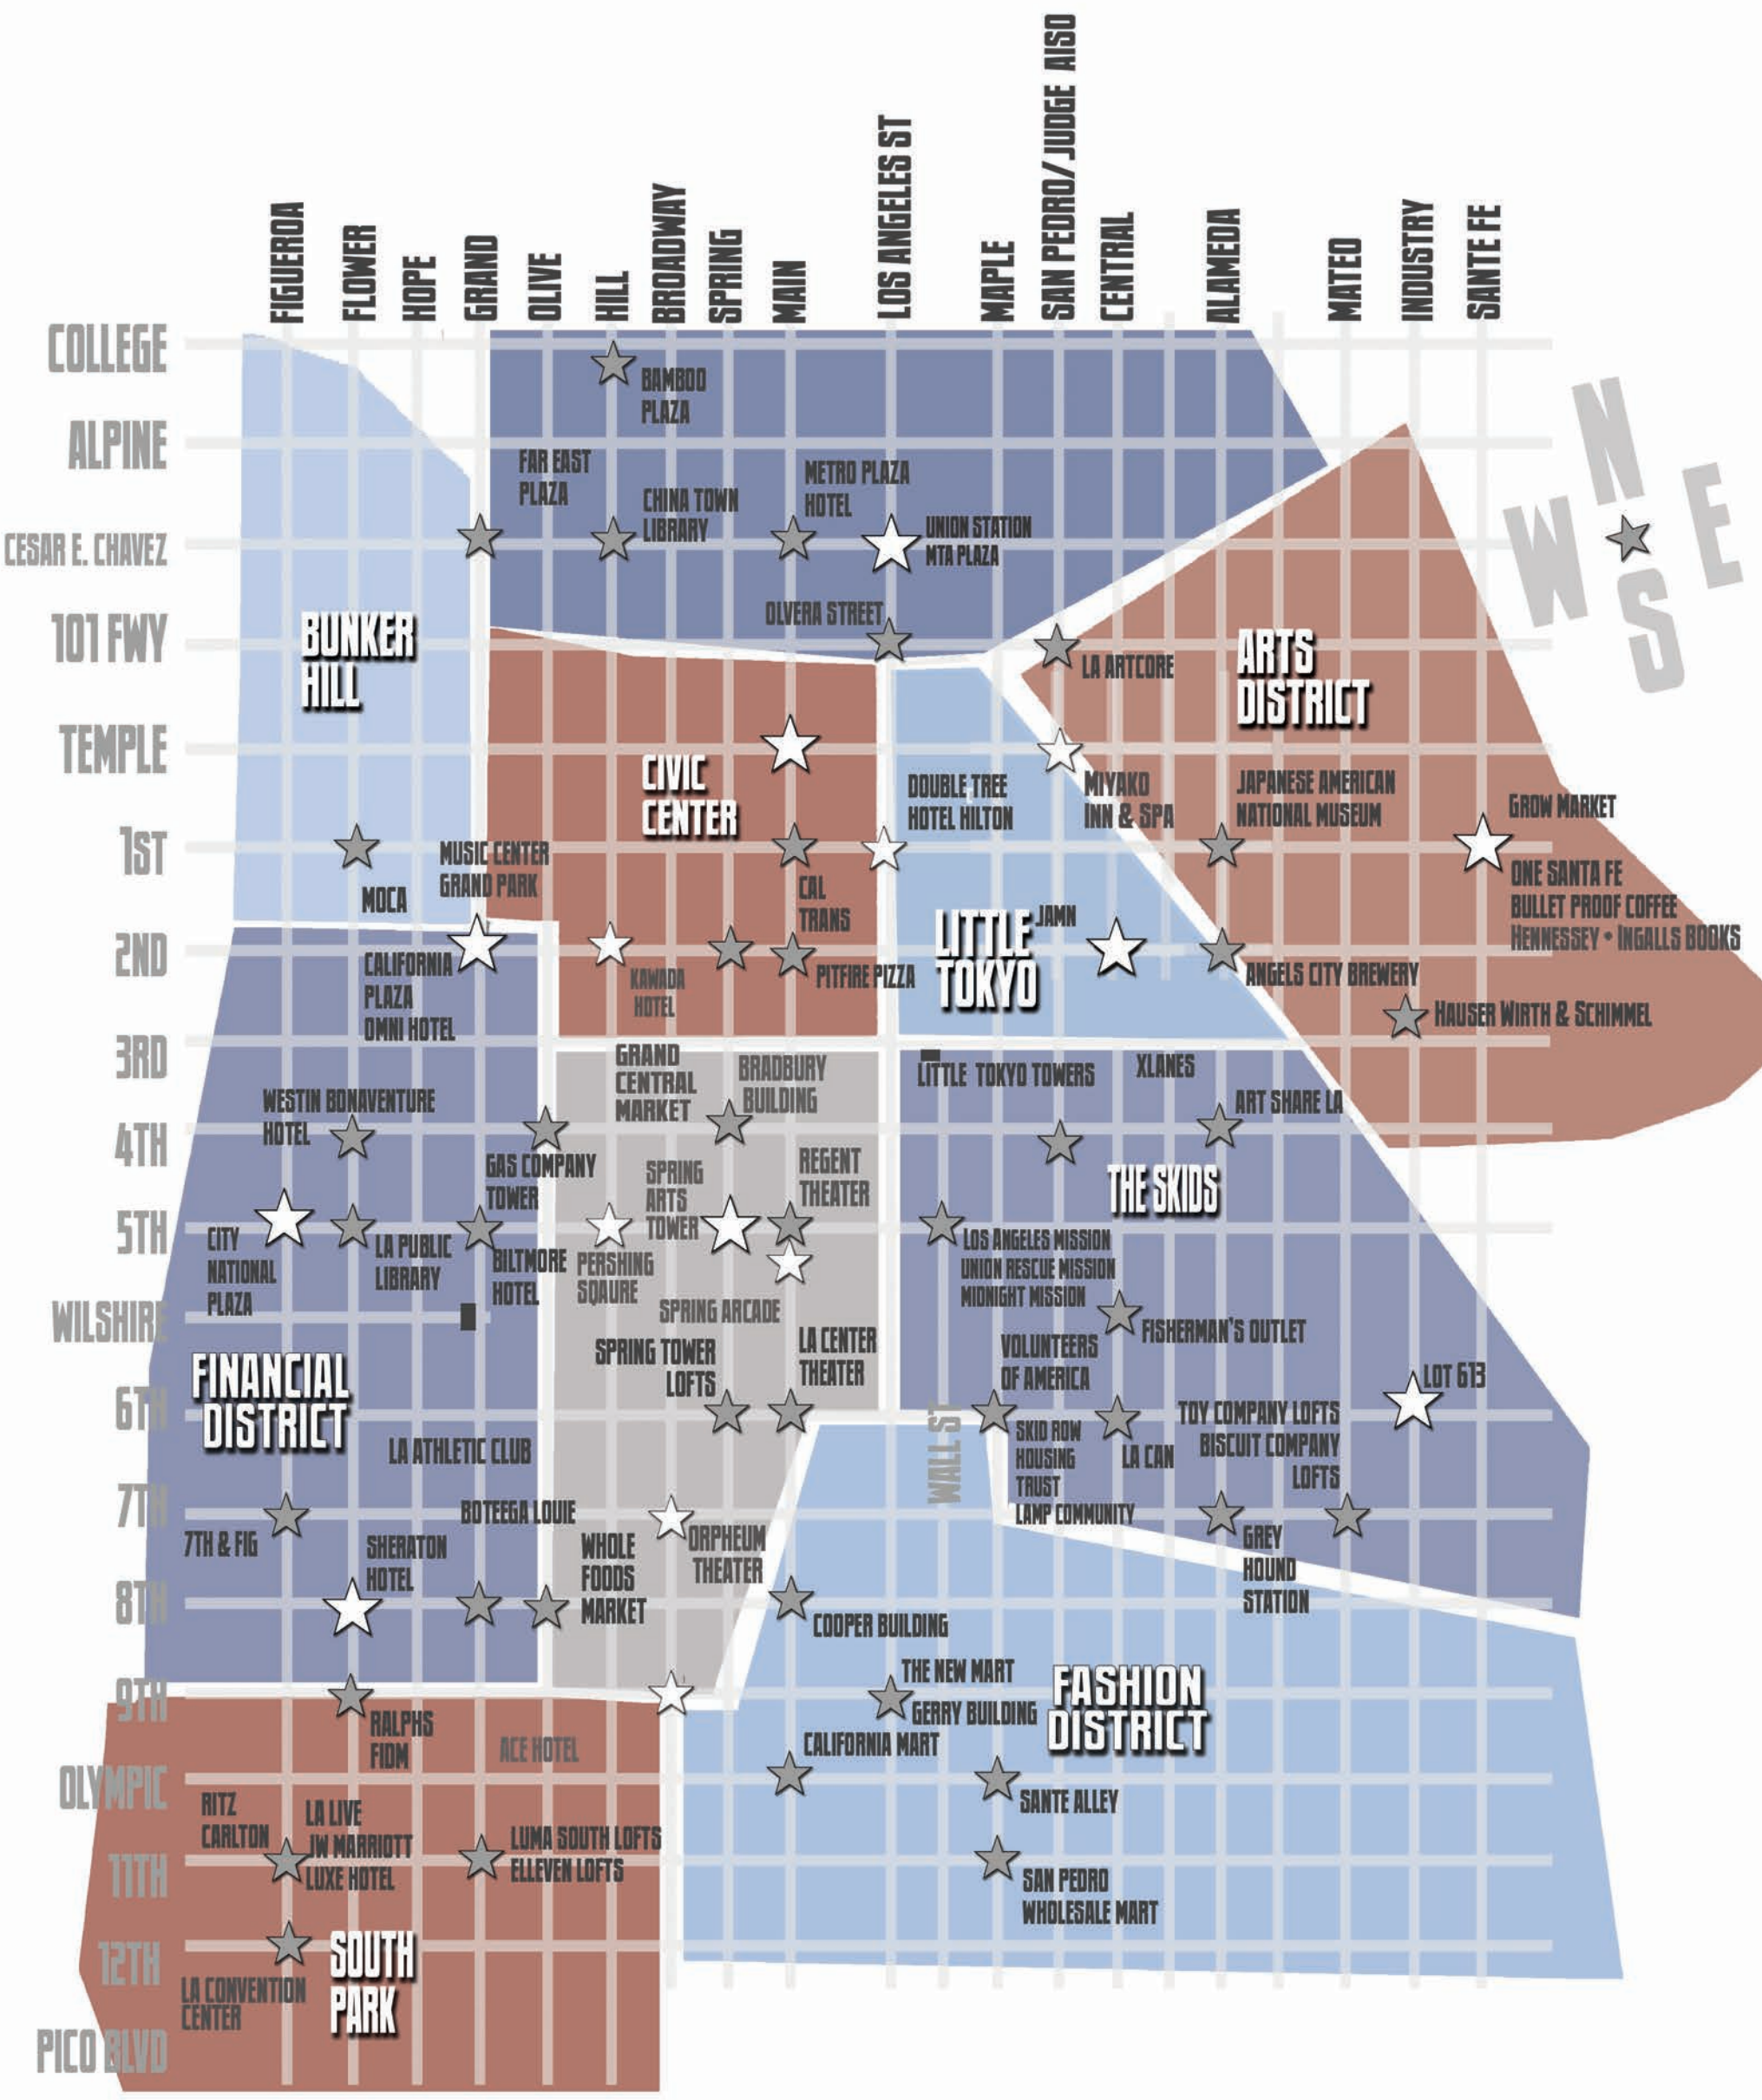 FIGUEROA
FLOWER
HOPE
GRAND
OLIVE
HILL
BROADWAY
SPRING
MAIN
LOS ANGELES ST
MAPLE
SAN PEDRO/JUDGE AISO
CENTRAL
ALAMEDA
MATEO
INDUSTRY
SANTE FE
COLLEGE
ALPINE
CESAR E. CHAVEZ
101 FWY
TEMPLE
1ST
2ND
3RD
4TH
5TH
WILSHIRE
6TH
7TH
8TH
9TH
OLYMPIC
11TH
12TH
PICO BLVD
N
W
E
S
BAMBOO
PLAZA
FAR EAST
PLAZA
CHINA TOWN
LIBRARY
METRO PLAZA
HOTEL
UNION STATION
MTA PLAZA
OLVERA STREET
BUNKER
HILL
LA ARTCORE
ARTS
DISTRICT
CIVIC
CENTER
DOUBLE TREE
HOTEL HILTON
MIYAKO
INN & SPA
JAPANESE AMERICAN
NATIONAL MUSEUM
GROW MARKET
ONE SANTA FE
BULLET PROOF COFFEE
HENNESSEY • INGALLS BOOKS
MUSIC CENTER
GRAND PARK
MOCA
CAL
TRANS
LITTLE
TOKYO
JAMN
CALIFORNIA
PLAZA
OMNI HOTEL
KAWADA
HOTEL
PITFIRE PIZZA
ANGELS CITY BREWERY
HAUSER WIRTH & SCHIMMEL
GRAND
CENTRAL
MARKET
BRADBURY
BUILDING
LITTLE TOKYO TOWERS
XLANES
ART SHARE LA
WESTIN BONAVENTURE
HOTEL
GAS COMPANY
TOWER
SPRING
ARTS
TOWER
REGENT
THEATER
THE SKIDS
CITY
NATIONAL
PLAZA
LA PUBLIC
LIBRARY
BILTMORE
HOTEL
PERSHING
SQAURE
SPRING ARCADE
LOS ANGELES MISSION
UNION RESCUE MISSION
MIDNIGHT MISSION
FISHERMAN'S OUTLET
SPRING TOWER
LOFTS
LA CENTER
THEATER
VOLUNTEERS
OF AMERICA
LOT 613
FINANCIAL
DISTRICT
LA ATHLETIC CLUB
WALL ST
SKID ROW
HOUSING
TRUST
LAMP COMMUNITY
LA CAN
TOY COMPANY LOFTS
BISCUIT COMPANY
LOFTS
7TH & FIG
BOTEEGA LOUIE
SHERATON
HOTEL
WHOLE
FOODS
MARKET
ORPHEUM
THEATER
GREY
HOUND
STATION
COOPER BUILDING
THE NEW MART
GERRY BUILDING
FASHION
DISTRICT
RALPHS
FIDM
ACE HOTEL
CALIFORNIA MART
SANTE ALLEY
RITZ
CARLTON
LA LIVE
JW MARRIOTT
LUXE HOTEL
LUMA SOUTH LOFTS
ELLEVEN LOFTS
SAN PEDRO
WHOLESALE MART
SOUTH
PARK
LA CONVENTION
CENTER